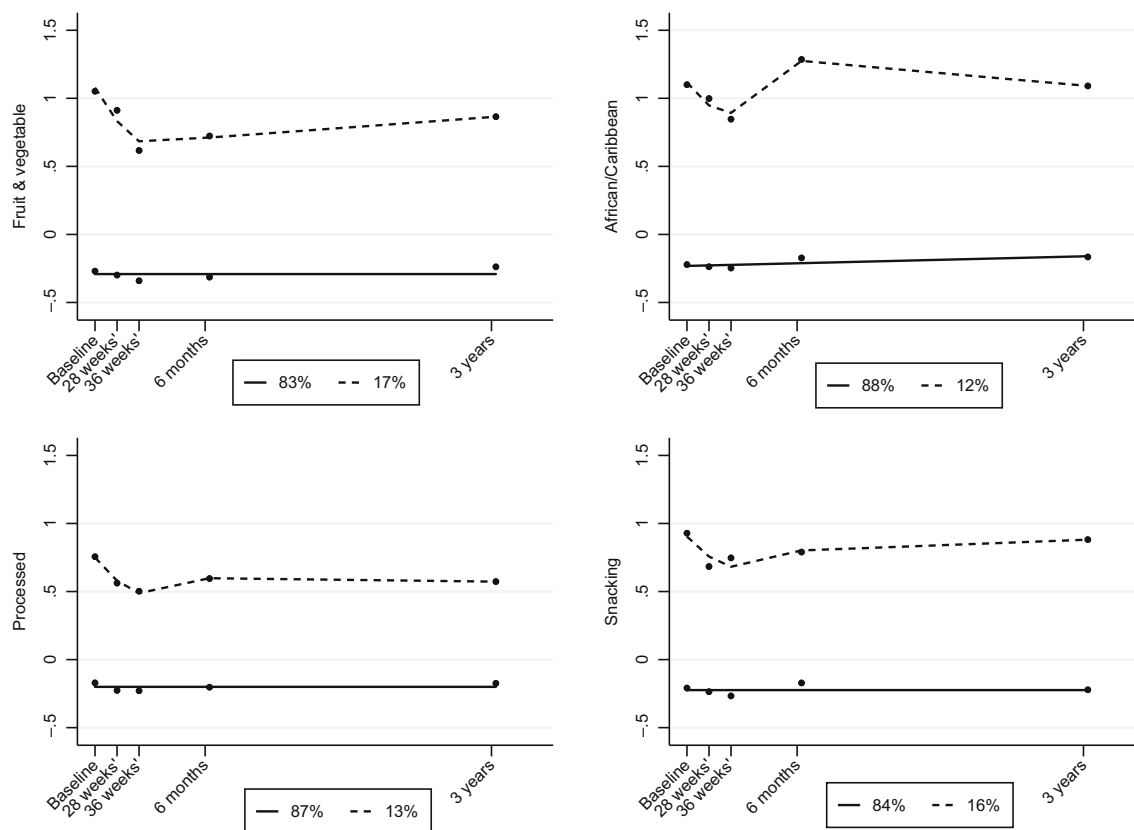 Fruit & vegetable
1.5
1
.5
0
−.5
Baseline
28 weeks'
36 weeks'
6 months
3 years
83% 17%
African/Caribbean
1.5
1
.5
0
−.5
Baseline
28 weeks'
36 weeks'
6 months
3 years
88% 12%
Processed
1.5
1
.5
0
−.5
Baseline
28 weeks'
36 weeks'
6 months
3 years
87% 13%
Snacking
1.5
1
.5
0
−.5
Baseline
28 weeks'
36 weeks'
6 months
3 years
84% 16%